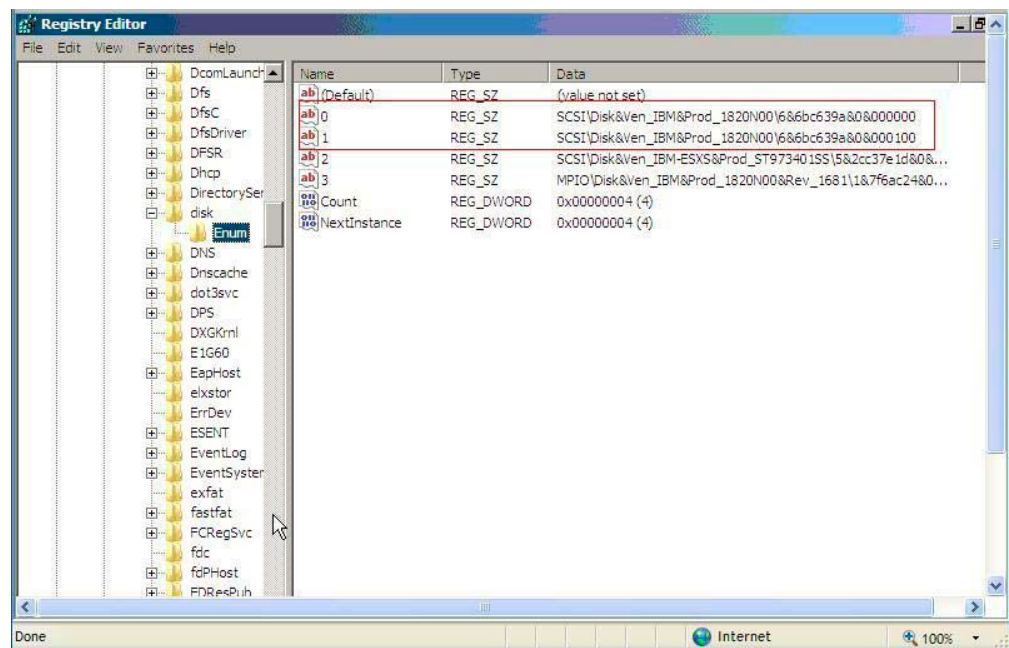 Registry Editor
File Edit View Favorites Help
Name Type Data
(Default) REG_SZ (value not set)
0 REG_SZ SCSI\Disk&Ven_IBM&Prod_1820N00\6&6bc639a&0&000000
1 REG_SZ SCSI\Disk&Ven_IBM&Prod_1820N00\6&6bc639a&0&000100
2 REG_SZ SCSI\Disk&Ven_IBM-ESXS&Prod_ST973401SS\5&2cc37e1d&0&...
3 REG_SZ MPIO\Disk&Ven_IBM&Prod_1820N00&Rev_1681\1&7f6ac24&0...
Count REG_DWORD 0x00000004 (4)
NextInstance REG_DWORD 0x00000004 (4)
DcomLaunch
Dfs
DfsC
DfsDriver
DFSR
Dhcp
DirectorySer
disk
Enum
DNS
Dnscache
dot3svc
DPS
DXGKrnl
E1G60
EapHost
elxstor
ErrDev
ESENT
EventLog
EventSyster
exfat
fastfat
FCRegSvc
fdc
fdPHost
FDResPub
Done Internet 100%